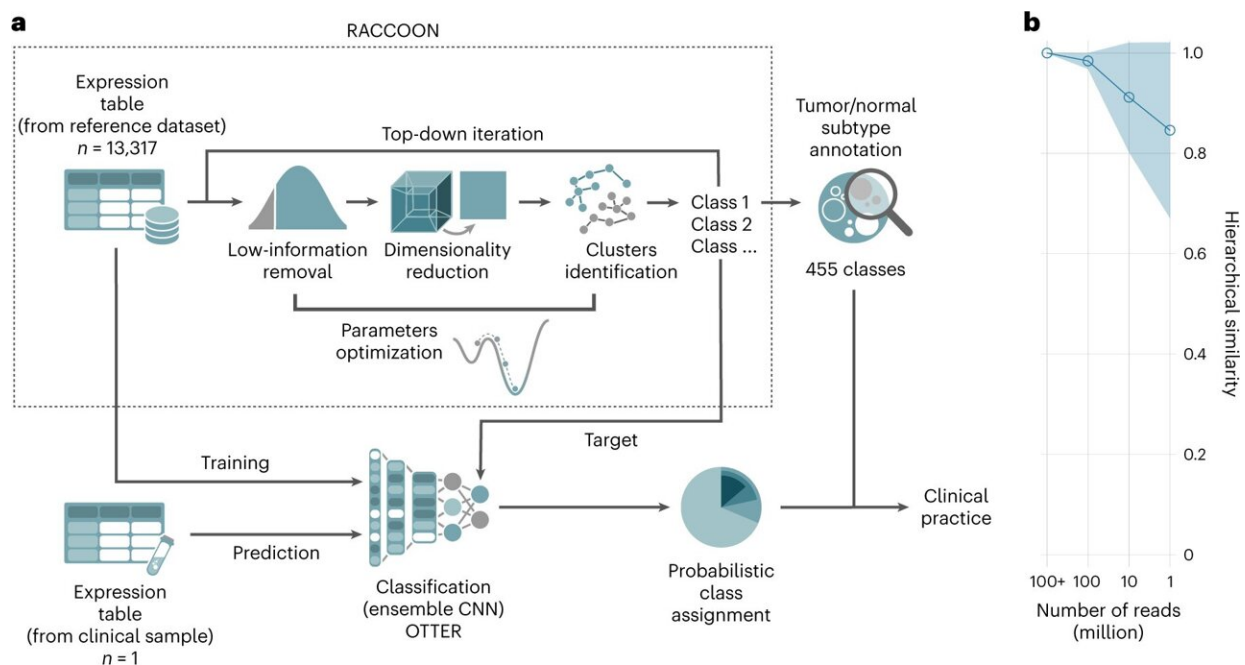 a
RACCOON
Expression
table
(from reference dataset)
n = 13,317
Top-down iteration
Low-information
removal
Dimensionality
reduction
Clusters
identification
Class 1
Class 2
Class ...
Parameters
optimization
Tumor/normal
subtype
annotation
455 classes
Target
Training
Prediction
Expression
table
(from clinical sample)
n = 1
Classification
(ensemble CNN)
OTTER
Probabilistic
class
assignment
Clinical
practice
b
1.0
0.8
0.6
0.4
0.2
0
Hierarchical similarity
100+ 100 10 1
Number of reads
(million)